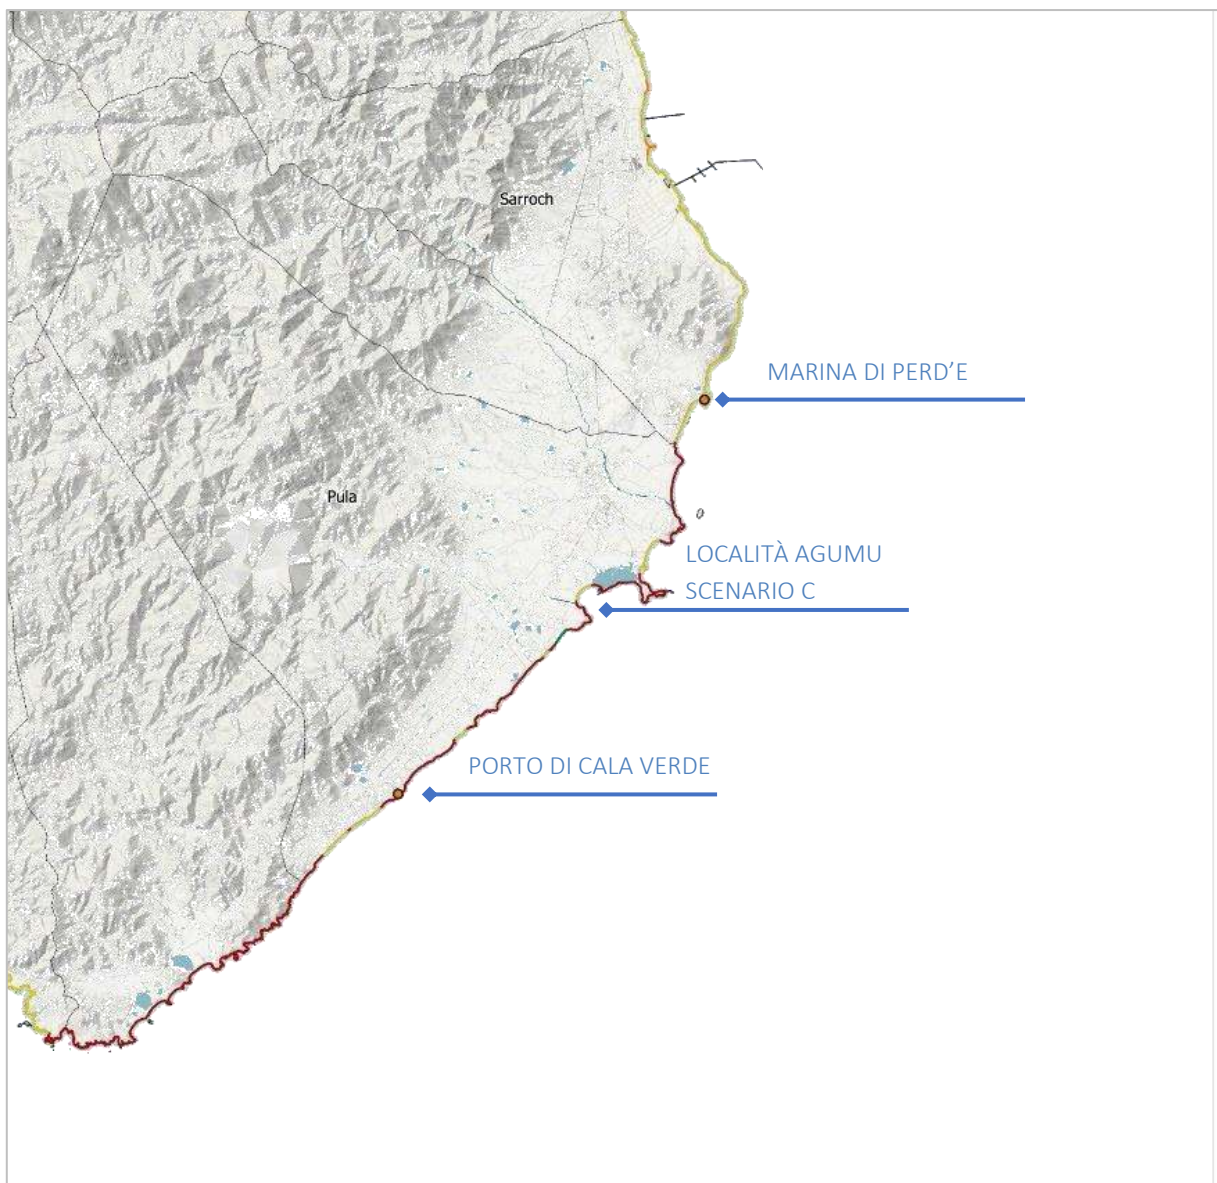 Sarroch
MARINA DI PERD’E
Pula
LOCALITÀ AGUMU
SCENARIO C
PORTO DI CALA VERDE